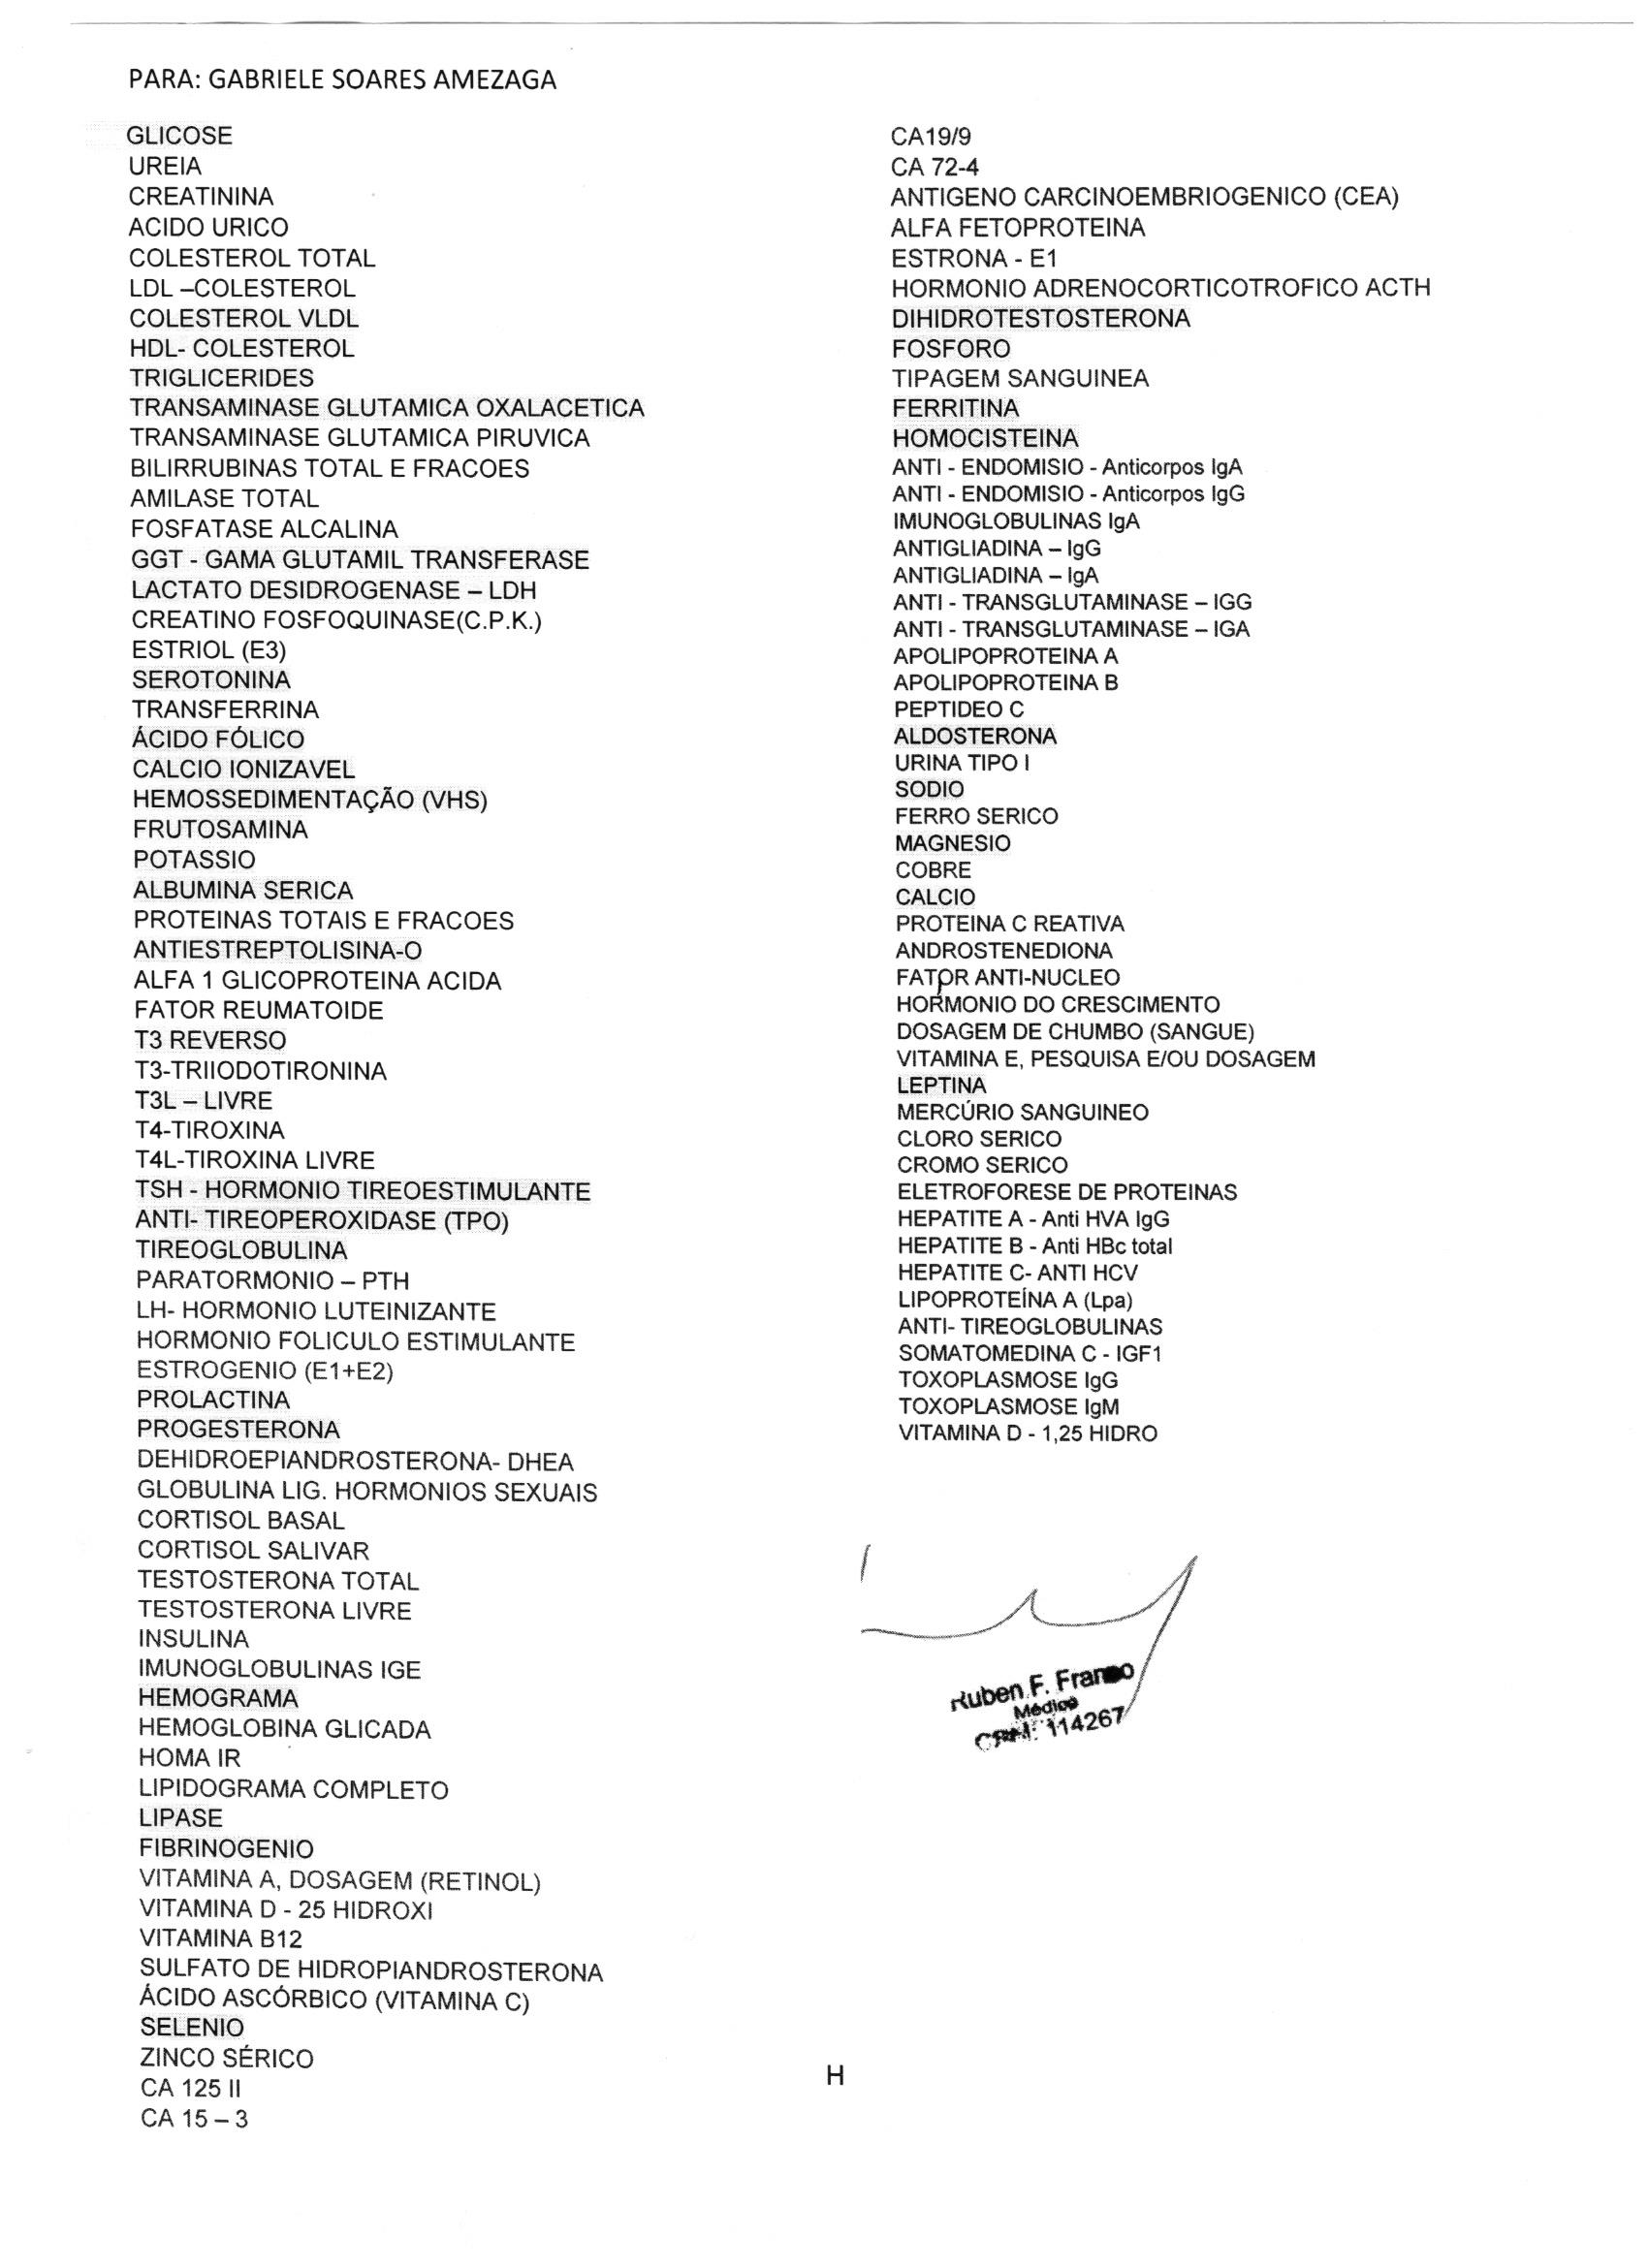 PARA: GABRIELE SOARES AMEZAGA
GLICOSE
UREIA
CREATININA
ACIDO URICO
COLESTEROL TOTAL
LDL –COLESTEROL
COLESTEROL VLDL
HDL- COLESTEROL
TRIGLICERIDES
TRANSAMINASE GLUTAMICA OXALACETICA
TRANSAMINASE GLUTAMICA PIRUVICA
BILIRRUBINAS TOTAL E FRACOES
AMILASE TOTAL
FOSFATASE ALCALINA
GGT - GAMA GLUTAMIL TRANSFERASE
LACTATO DESIDROGENASE – LDH
CREATINO FOSFOQUINASE(C.P.K.)
ESTRIOL (E3)
SEROTONINA
TRANSFERRINA
ÁCIDO FÓLICO
CALCIO IONIZAVEL
HEMOSSEDIMENTAÇÃO (VHS)
FRUTOSAMINA
POTASSIO
ALBUMINA SERICA
PROTEINAS TOTAIS E FRACOES
ANTIESTREPTOLISINA-O
ALFA 1 GLICOPROTEINA ACIDA
FATOR REUMATOIDE
T3 REVERSO
T3-TRIIODOTIRONINA
T3L – LIVRE
T4-TIROXINA
T4L-TIROXINA LIVRE
TSH - HORMONIO TIREOESTIMULANTE
ANTI- TIREOPEROXIDASE (TPO)
TIREOGLOBULINA
PARATORMONIO – PTH
LH- HORMONIO LUTEINIZANTE
HORMONIO FOLICULO ESTIMULANTE
ESTROGENIO (E1+E2)
PROLACTINA
PROGESTERONA
DEHIDROEPIANDROSTERONA- DHEA
GLOBULINA LIG. HORMONIOS SEXUAIS
CORTISOL BASAL
CORTISOL SALIVAR
TESTOSTERONA TOTAL
TESTOSTERONA LIVRE
INSULINA
IMUNOGLOBULINAS IGE
HEMOGRAMA
HEMOGLOBINA GLICADA
HOMA IR
LIPIDOGRAMA COMPLETO
LIPASE
FIBRINOGENIO
VITAMINA A, DOSAGEM (RETINOL)
VITAMINA D - 25 HIDROXI
VITAMINA B12
SULFATO DE HIDROPIANDROSTERONA
ÁCIDO ASCÓRBICO (VITAMINA C)
SELENIO
ZINCO SÉRICO
CA 125 II
CA 15 – 3
CA19/9
CA 72-4
ANTIGENO CARCINOEMBRIOGENICO (CEA)
ALFA FETOPROTEINA
ESTRONA - E1
HORMONIO ADRENOCORTICOTROFICO ACTH
DIHIDROTESTOSTERONA
FOSFORO
TIPAGEM SANGUINEA
FERRITINA
HOMOCISTEINA
ANTI - ENDOMISIO - Anticorpos IgA
ANTI - ENDOMISIO - Anticorpos IgG
IMUNOGLOBULINAS IgA
ANTIGLIADINA – IgG
ANTIGLIADINA – IgA
ANTI - TRANSGLUTAMINASE – IGG
ANTI - TRANSGLUTAMINASE – IGA
APOLIPOPROTEINA A
APOLIPOPROTEINA B
PEPTIDEO C
ALDOSTERONA
URINA TIPO I
SODIO
FERRO SERICO
MAGNESIO
COBRE
CALCIO
PROTEINA C REATIVA
ANDROSTENEDIONA
FATOR ANTI-NUCLEO
HORMONIO DO CRESCIMENTO
DOSAGEM DE CHUMBO (SANGUE)
VITAMINA E, PESQUISA E/OU DOSAGEM
LEPTINA
MERCÚRIO SANGUINEO
CLORO SERICO
CROMO SERICO
ELETROFORESE DE PROTEINAS
HEPATITE A - Anti HVA IgG
HEPATITE B - Anti HBc total
HEPATITE C- ANTI HCV
LIPOPROTEÍNA A (Lpa)
ANTI- TIREOGLOBULINAS
SOMATOMEDINA C - IGF1
TOXOPLASMOSE IgG
TOXOPLASMOSE IgM
VITAMINA D - 1,25 HIDRO
Ruben F. Franco
Médico
CRM: 114267
H